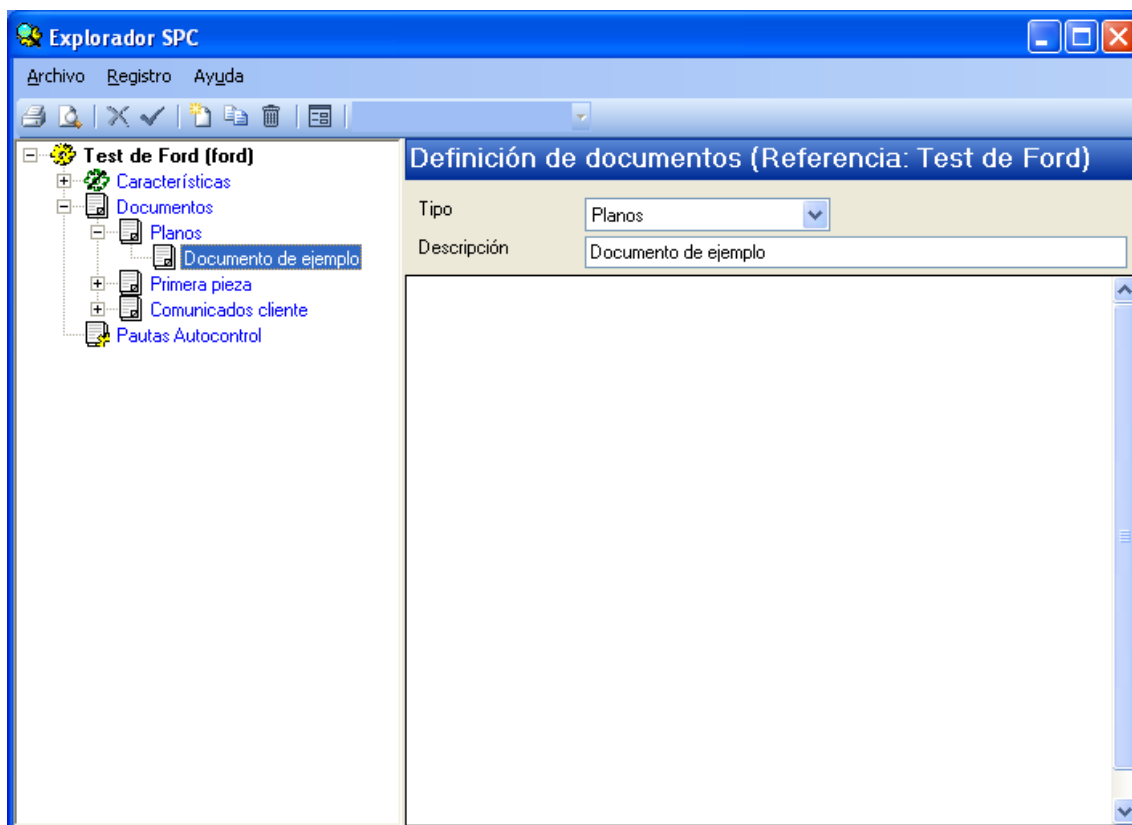 Explorador SPC
Archivo Registro Ayuda
Test de Ford (ford)
Características
Documentos
Planos
Documento de ejemplo
Primera pieza
Comunicados cliente
Pautas Autocontrol
Definición de documentos (Referencia: Test de Ford)
Tipo Planos
Descripción Documento de ejemplo